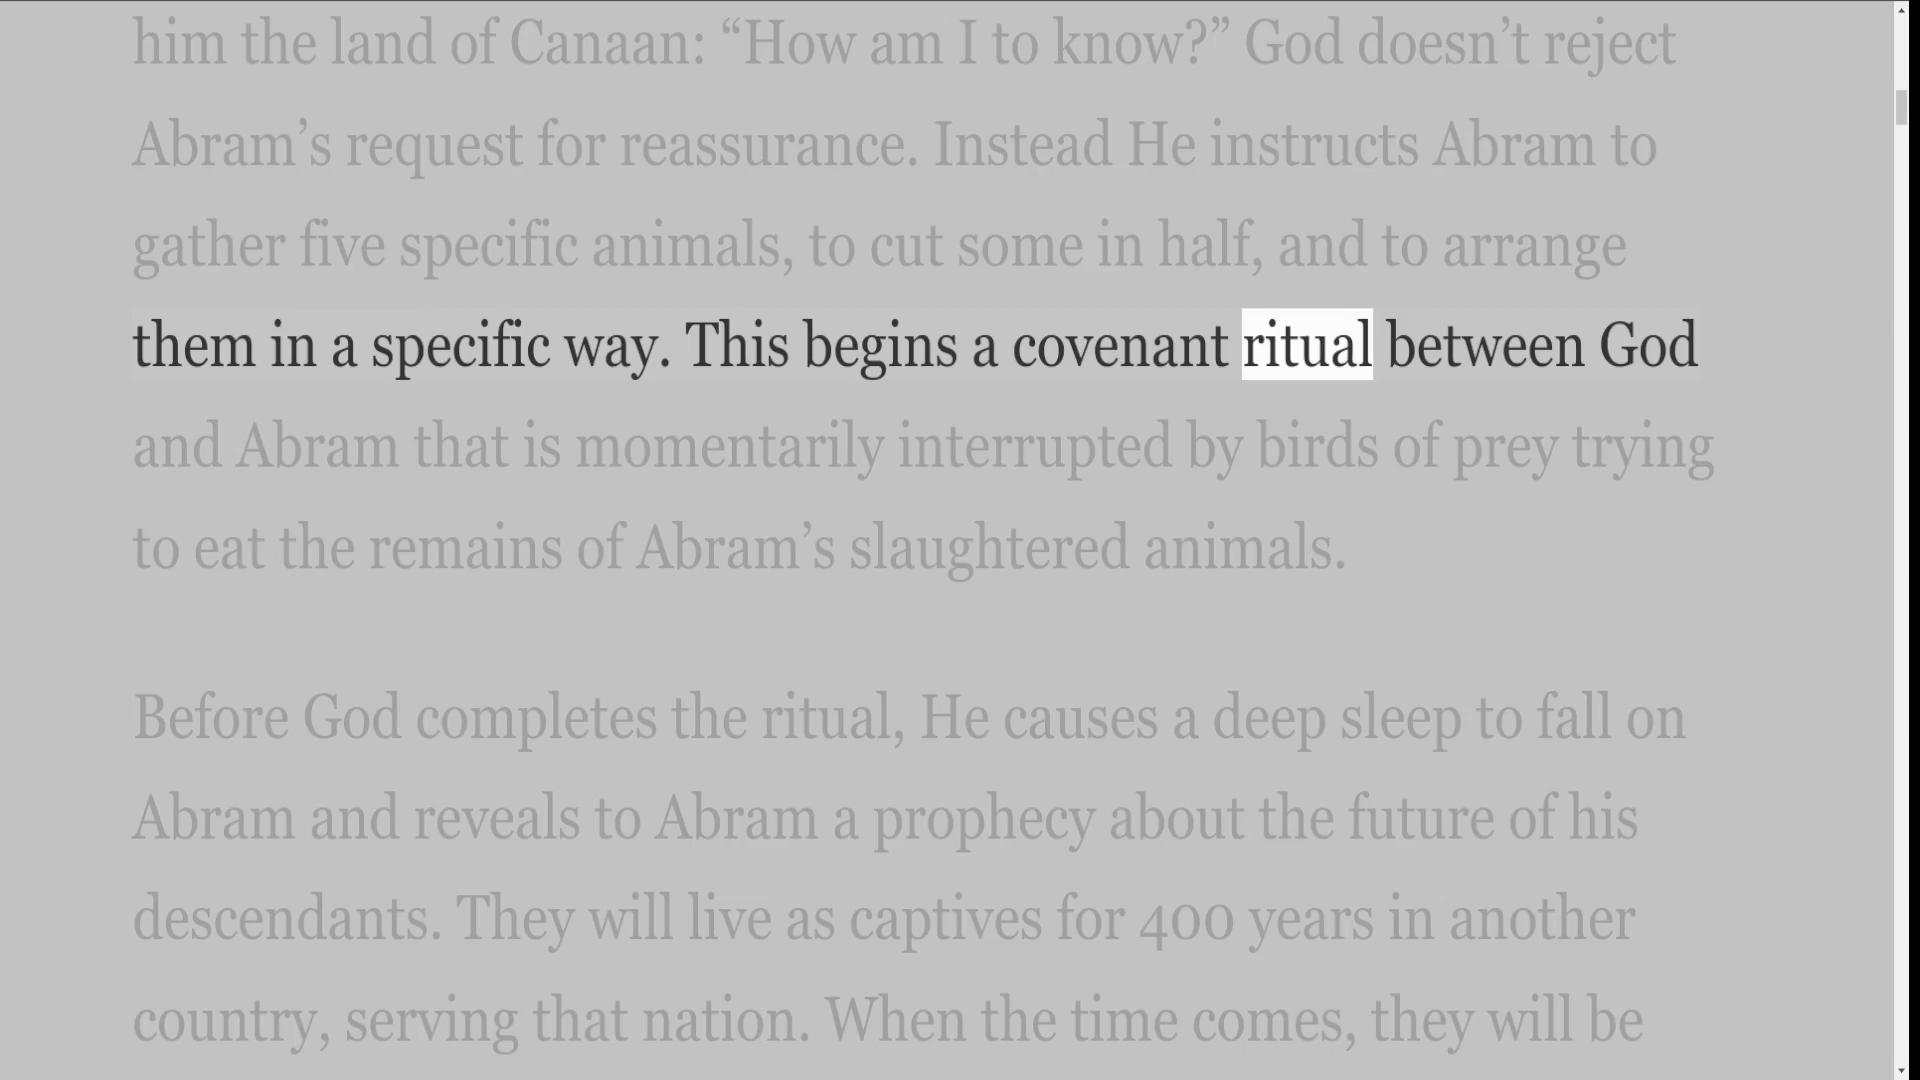 him the land of Canaan: “How am I to know?” God doesn’t reject
Abram’s request for reassurance. Instead He instructs Abram to
gather five specific animals, to cut some in half, and to arrange
them in a specific way. This begins a covenant ritual between God
and Abram that is momentarily interrupted by birds of prey trying
to eat the remains of Abram’s slaughtered animals.
Before God completes the ritual, He causes a deep sleep to fall on
Abram and reveals to Abram a prophecy about the future of his
descendants. They will live as captives for 400 years in another
country, serving that nation. When the time comes, they will be